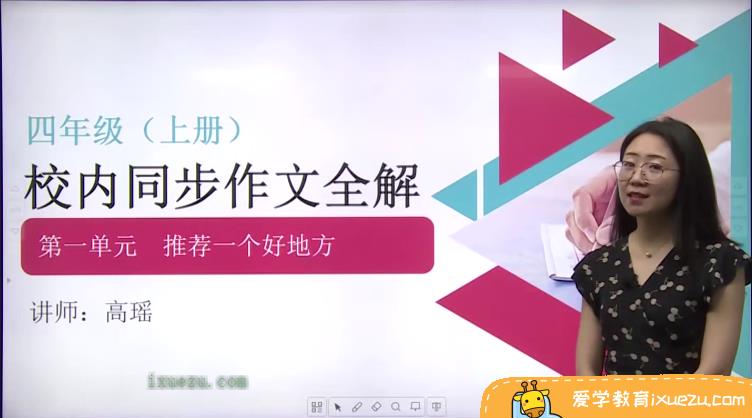 四年级（上册）
校内同步作文全解
第一单元 推荐一个好地方
讲师：高瑶
ixuezu.com
爱学教育ixuezu.com